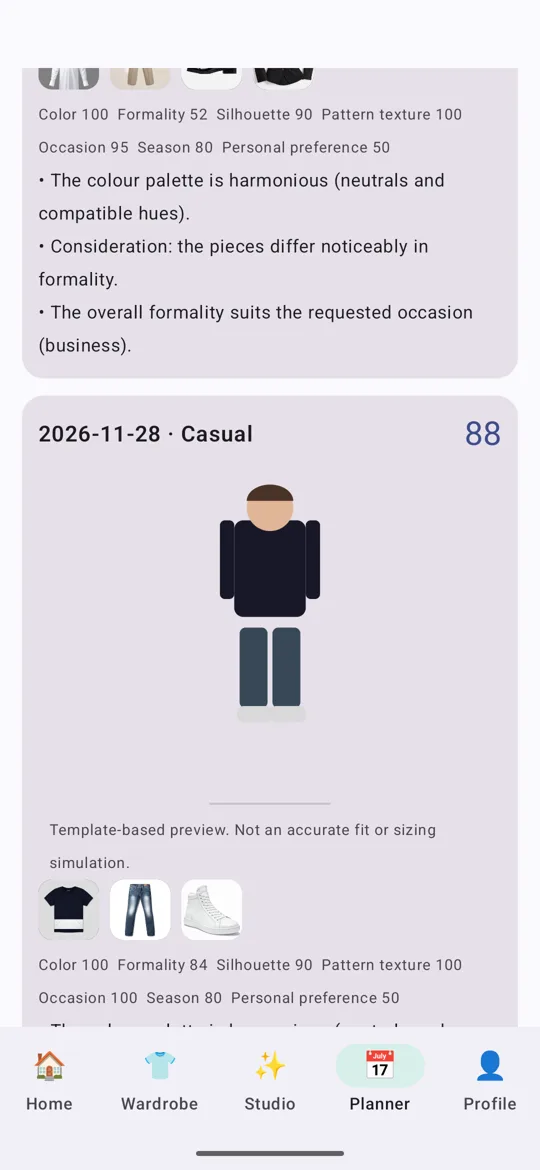 Color 100 Formality 52 Silhouette 90 Pattern texture 100
Occasion 95 Season 80 Personal preference 50
• The colour palette is harmonious (neutrals and
compatible hues).
• Consideration: the pieces differ noticeably in
formality.
• The overall formality suits the requested occasion
(business).
2026-11-28 · Casual
88
Template-based preview. Not an accurate fit or sizing
simulation.
Color 100 Formality 84 Silhouette 90 Pattern texture 100
Occasion 100 Season 80 Personal preference 50
July
17
Home Wardrobe Studio Planner Profile